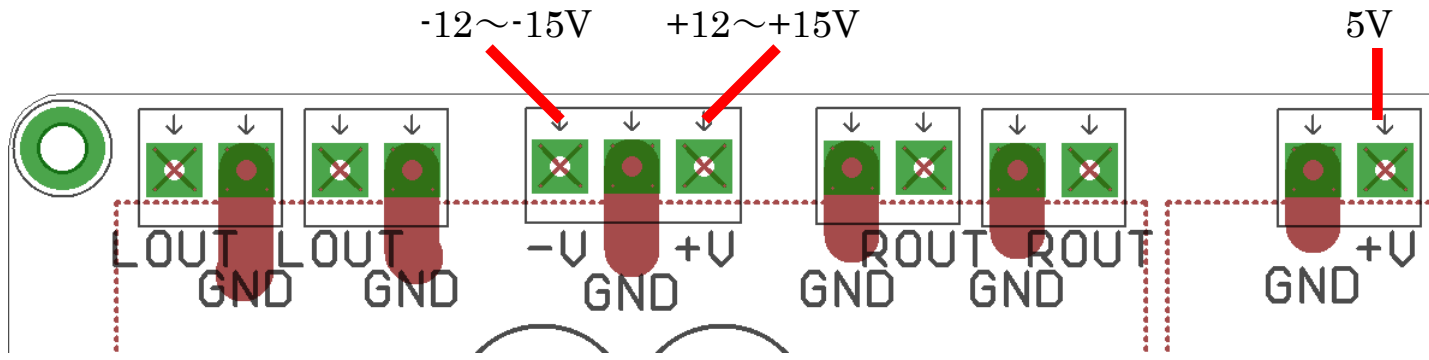 -12～-15V +12～+15V 5V
LOUT LOUT -V +V ROUT ROUT +V
GND GND GND GND GND GND